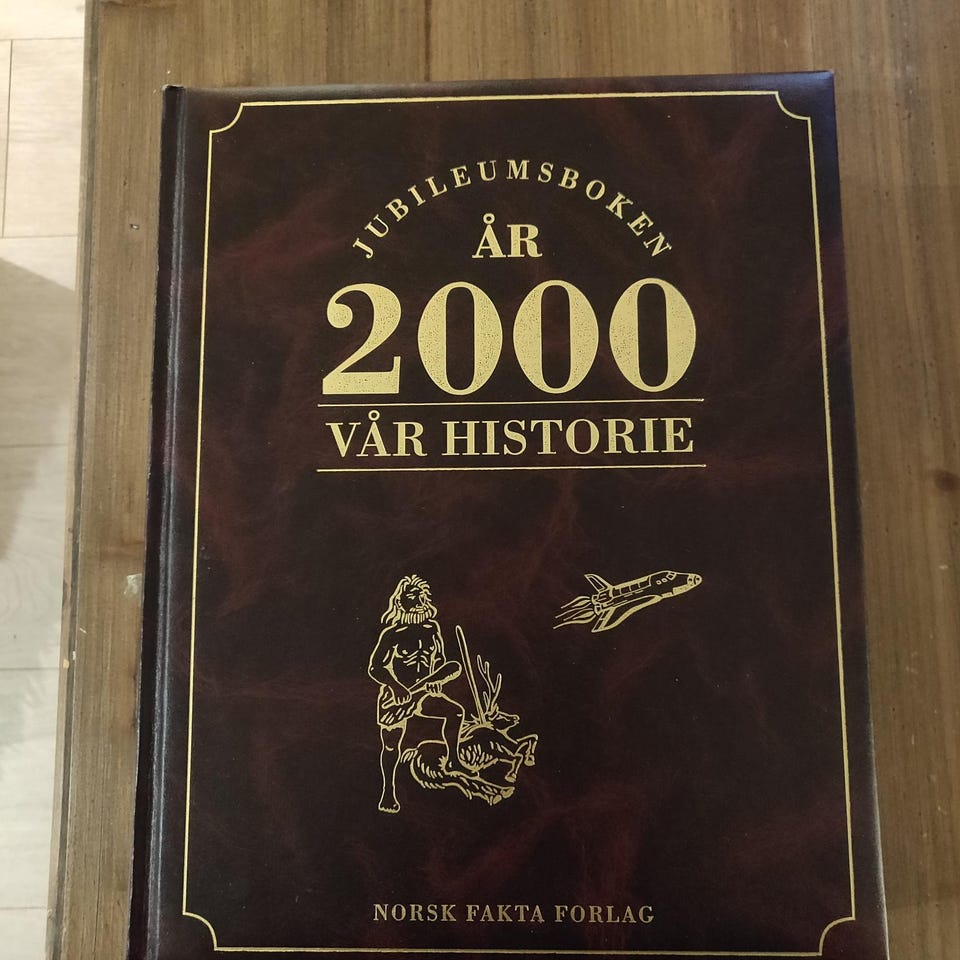 JUBILEUMSBOKEN
ÅR
2000
VÅR HISTORIE
NORSK FAKTA FORLAG